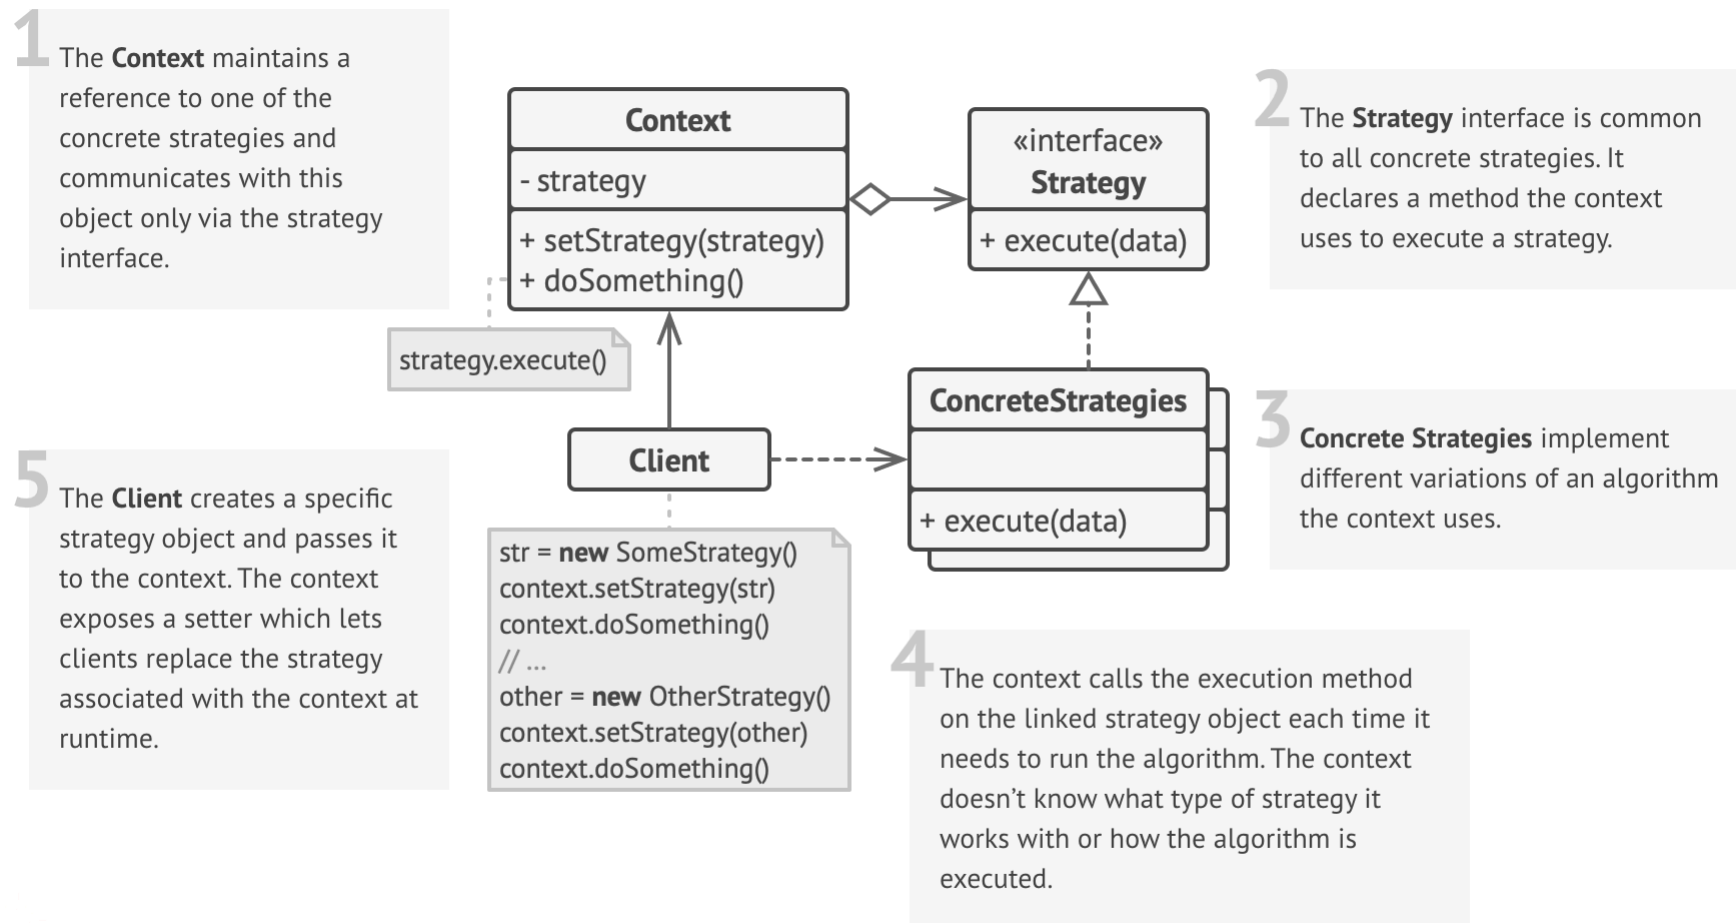 1
The Context maintains a
reference to one of the
concrete strategies and
communicates with this
object only via the strategy
interface.
Context
- strategy
+ setStrategy(strategy)
+ doSomething()
strategy.execute()
«interface»
Strategy
+ execute(data)
2
The Strategy interface is common
to all concrete strategies. It
declares a method the context
uses to execute a strategy.
ConcreteStrategies
+ execute(data)
3
Concrete Strategies implement
different variations of an algorithm
the context uses.
Client
str = new SomeStrategy()
context.setStrategy(str)
context.doSomething()
// ...
other = new OtherStrategy()
context.setStrategy(other)
context.doSomething()
4
The context calls the execution method
on the linked strategy object each time it
needs to run the algorithm. The context
doesn’t know what type of strategy it
works with or how the algorithm is
executed.
5
The Client creates a specific
strategy object and passes it
to the context. The context
exposes a setter which lets
clients replace the strategy
associated with the context at
runtime.